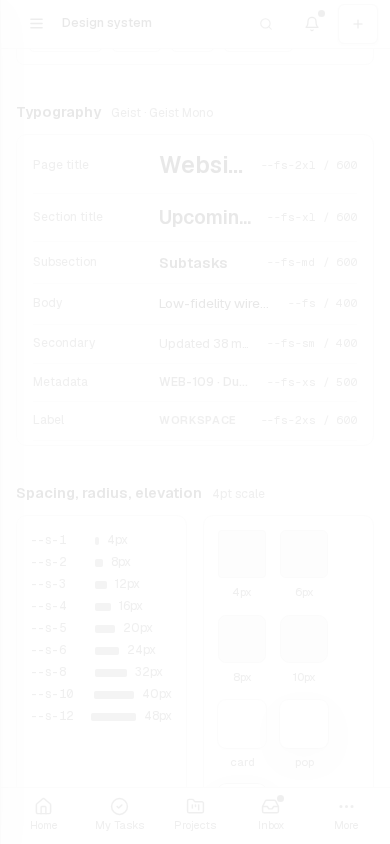 Design system
Typography Geist · Geist Mono
Page title Websi... --fs-2xl / 600
Section title Upcomin... --fs-xl / 600
Subsection Subtasks --fs-md / 600
Body Low-fidelity wire... --fs / 400
Secondary Updated 38 m... --fs-sm / 400
Metadata WEB-109 · Du... --fs-xs / 500
Label WORKSPACE --fs-2xs / 600
Spacing, radius, elevation 4pt scale
--s-1 4px
--s-2 8px
--s-3 12px
--s-4 16px
--s-5 20px
--s-6 24px
--s-8 32px
--s-10 40px
--s-12 48px
4px 6px
8px 10px
card pop
Home My Tasks Projects Inbox More